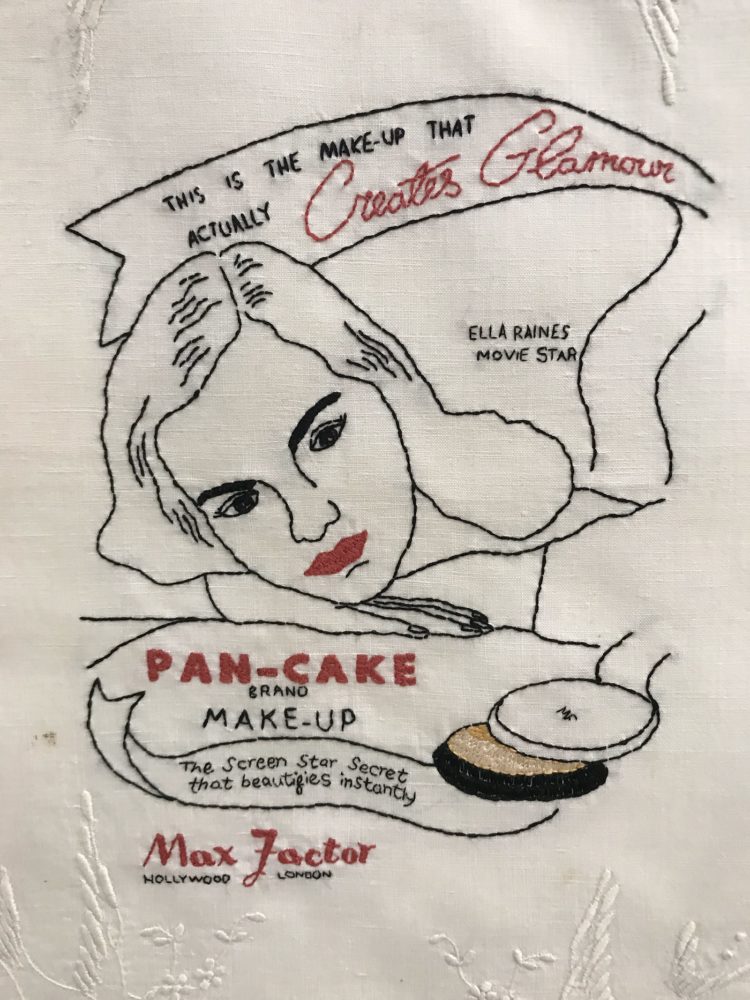 THIS IS THE MAKE-UP THAT
ACTUALLY Creates Glamour
ELLA RAINES
MOVIE STAR
PAN-CAKE
BRAND
MAKE-UP
The Screen Star Secret
that beautifies instantly
Max Factor
HOLLYWOOD LONDON